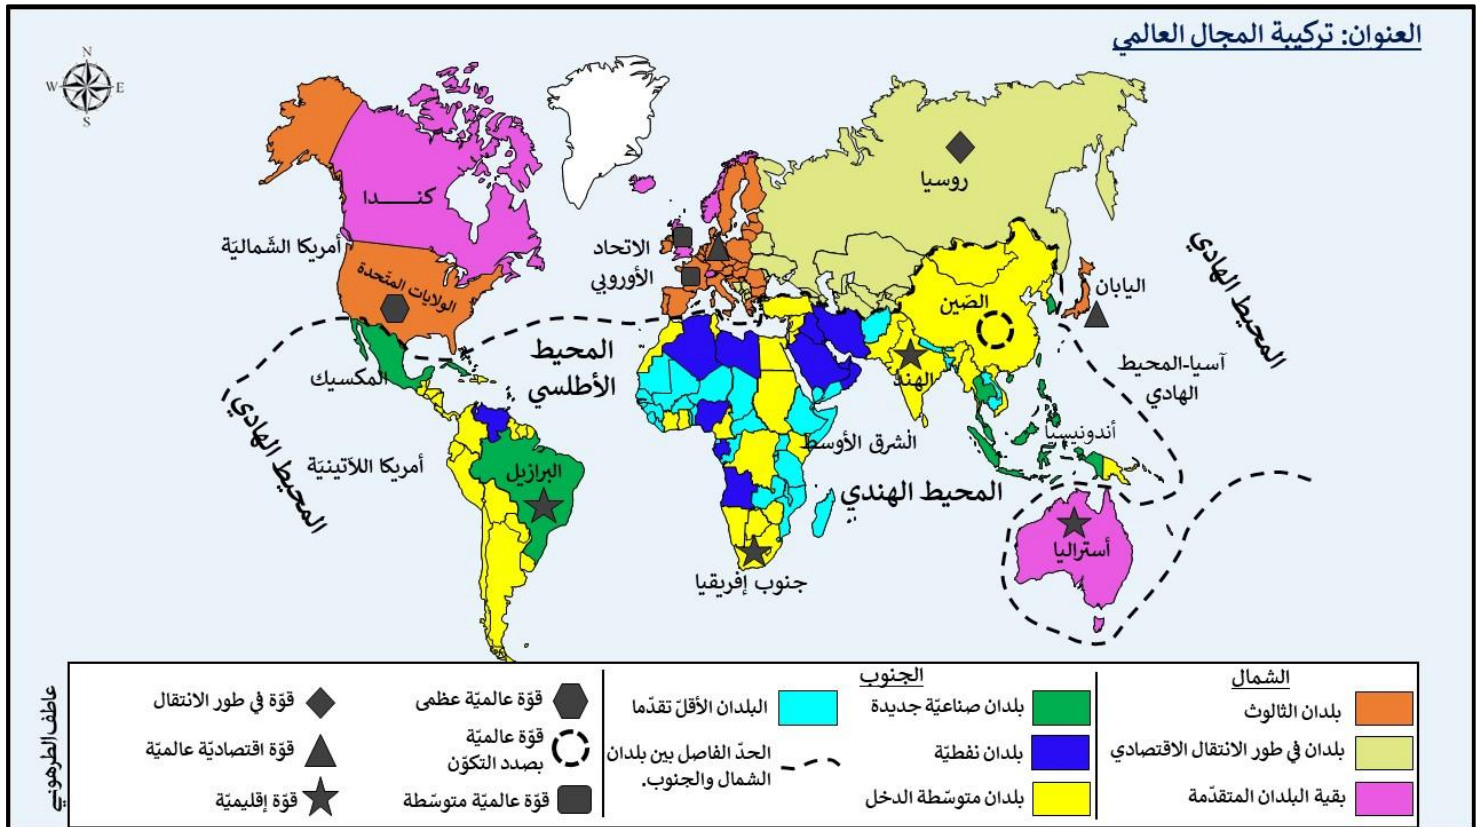 العنوان: تركيبة المجال العالمي
N
W E
S
كنـــــدا
أمريكا الشّماليّة
الولايات المتّحدة
المكسيك
المحيط الهادي
أمريكا اللاّتينيّة
البرازيل
المحيط
الأطلسي
الاتحاد
الأوروبي
روسيا
الصّين
اليابان
المحيط الهادي
آسيا-المحيط
الهادي
الهند
أندونيسيا
الشرق الأوسط
المحيط الهندي
جنوب إفريقيا
أستراليا
الشمال
بلدان الثالوث
بلدان في طور الانتقال الاقتصادي
بقية البلدان المتقدّمة
الجنوب
بلدان صناعيّة جديدة
بلدان نفطيّة
بلدان متوسّطة الدخل
البلدان الأقلّ تقدّما
الحدّ الفاصل بين بلدان
الشمال والجنوب.
قوّة عالميّة عظمى
قوّة عالميّة
بصدد التكوّن
قوّة عالميّة متوسّطة
قوّة في طور الانتقال
قوّة اقتصاديّة عالميّة
قوّة إقليميّة
عاطف الطرهوني